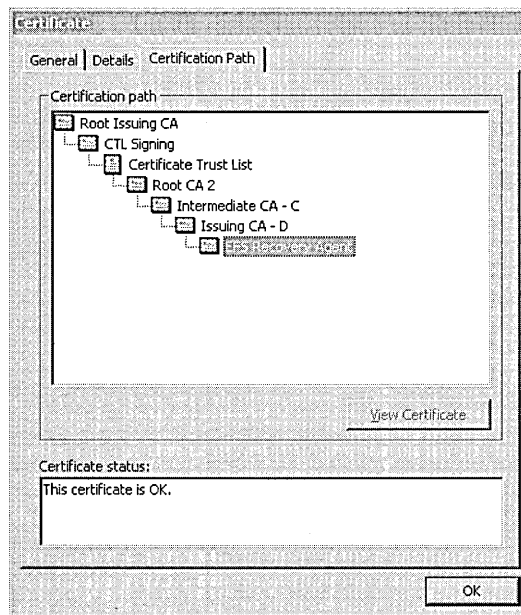 Certificate
General
Details
Certification Path
Certification path
Root Issuing CA
CTL Signing
Certificate Trust List
Root CA 2
Intermediate CA - C
Issuing CA - D
EFS Recovery Agent
View Certificate
Certificate status:
This certificate is OK.
OK